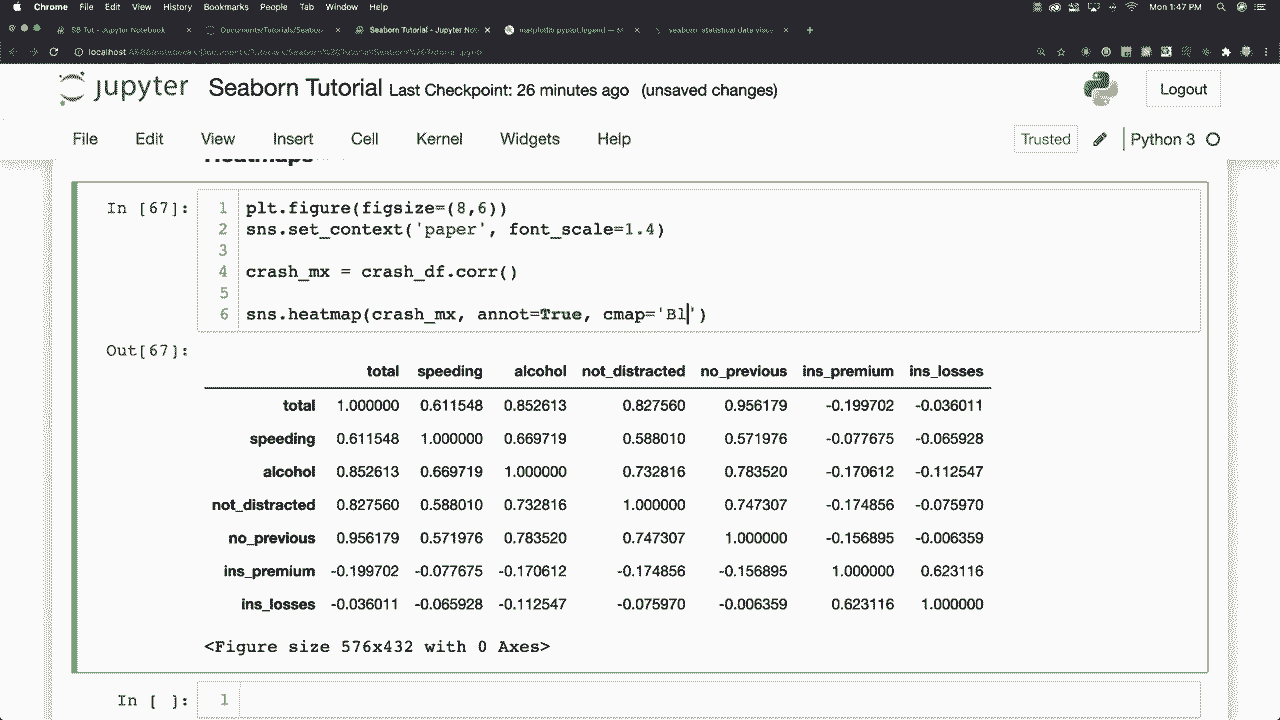 Chrome File Edit View History Bookmarks People Tab Window Help
Mon 1:47 PM
SB Tut - Jupyter Notebook
Documents/Tutorials/Seabor
Seaborn Tutorial - Jupyter Not
matplotlib.pyplot.legend — M
seaborn: statistical data visua
localhost
jupyter Seaborn Tutorial Last Checkpoint: 26 minutes ago (unsaved changes)
Logout
File Edit View Insert Cell Kernel Widgets Help
Trusted Python 3
Heatmaps
In [67]:
1 plt.figure(figsize=(8,6))
2 sns.set_context('paper', font_scale=1.4)
3
4 crash_mx = crash_df.corr()
5
6 sns.heatmap(crash_mx, annot=True, cmap='Bl')
Out[67]:
total speeding alcohol not_distracted no_previous ins_premium ins_losses
total 1.000000 0.611548 0.852613 0.827560 0.956179 -0.199702 -0.036011
speeding 0.611548 1.000000 0.669719 0.588010 0.571976 -0.077675 -0.065928
alcohol 0.852613 0.669719 1.000000 0.732816 0.783520 -0.170612 -0.112547
not_distracted 0.827560 0.588010 0.732816 1.000000 0.747307 -0.174856 -0.075970
no_previous 0.956179 0.571976 0.783520 0.747307 1.000000 -0.156895 -0.006359
ins_premium -0.199702 -0.077675 -0.170612 -0.174856 -0.156895 1.000000 0.623116
ins_losses -0.036011 -0.065928 -0.112547 -0.075970 -0.006359 0.623116 1.000000
<Figure size 576x432 with 0 Axes>
In [ ]: 1